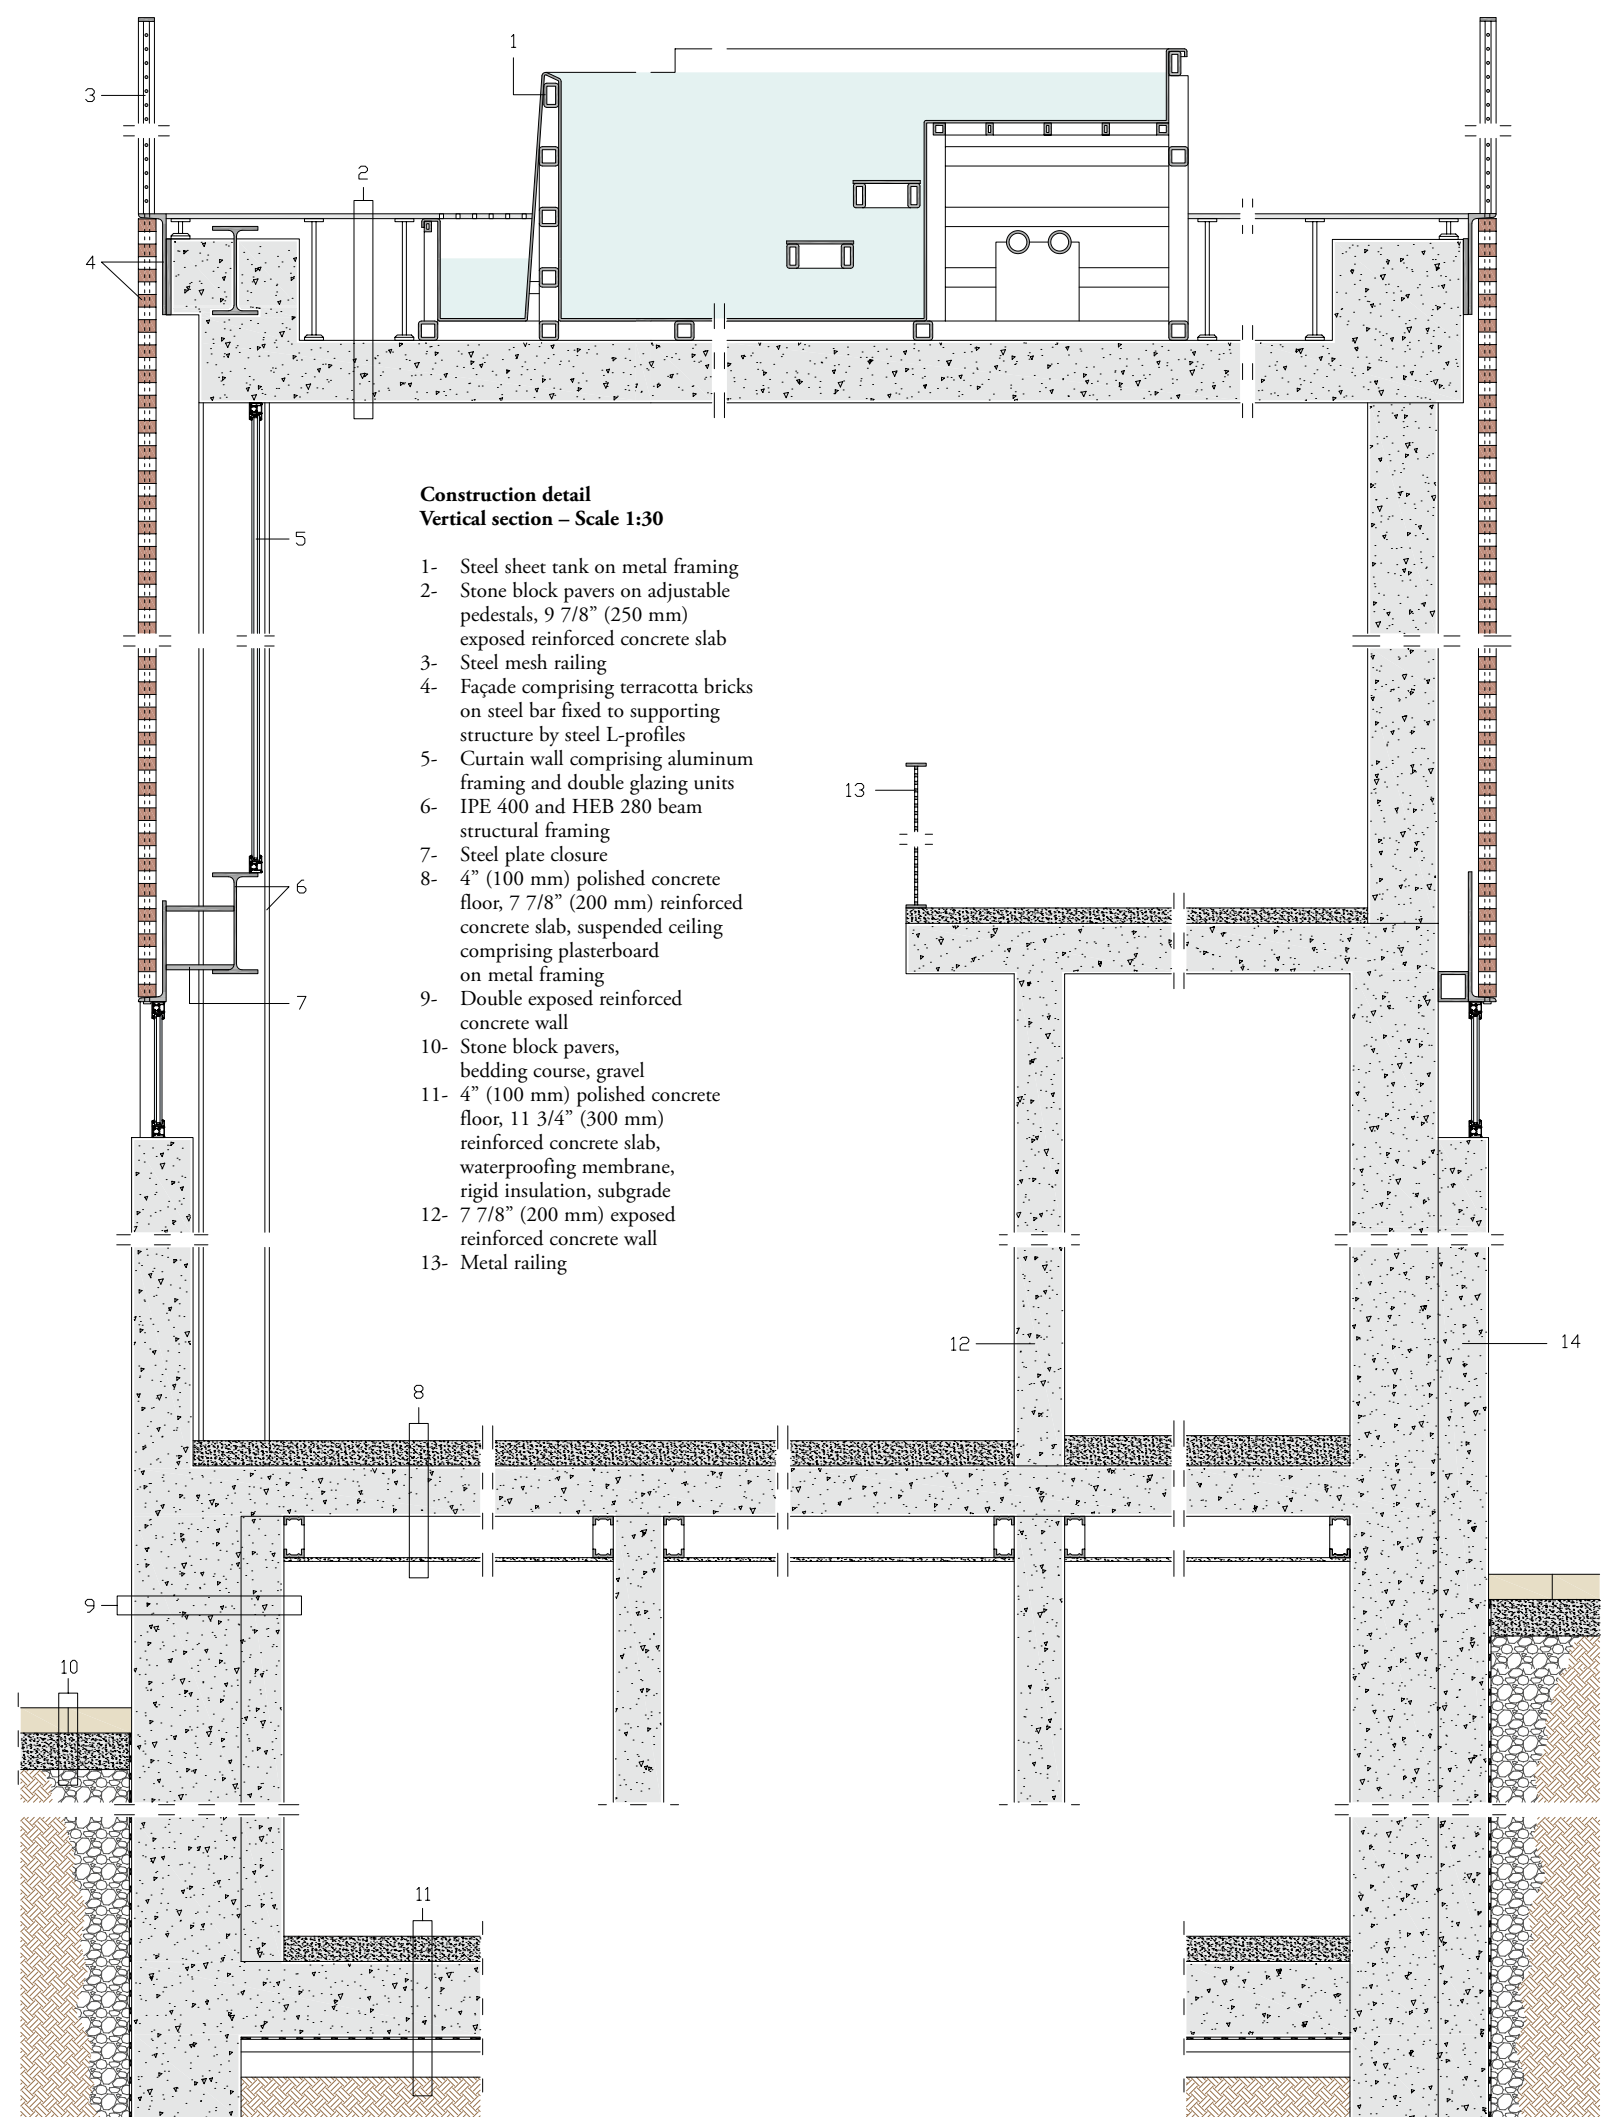 1
3
2
4
Construction detail
Vertical section – Scale 1:30
5
1- Steel sheet tank on metal framing
2- Stone block pavers on adjustable
pedestals, 9 7/8” (250 mm)
exposed reinforced concrete slab
3- Steel mesh railing
4- Façade comprising terracotta bricks
on steel bar fixed to supporting
structure by steel L-profiles
5- Curtain wall comprising aluminum
framing and double glazing units
6- IPE 400 and HEB 280 beam
structural framing
7- Steel plate closure
8- 4” (100 mm) polished concrete
floor, 7 7/8” (200 mm) reinforced
concrete slab, suspended ceiling
comprising plasterboard
on metal framing
9- Double exposed reinforced
concrete wall
10- Stone block pavers,
bedding course, gravel
11- 4” (100 mm) polished concrete
floor, 11 3/4” (300 mm)
reinforced concrete slab,
waterproofing membrane,
rigid insulation, subgrade
12- 7 7/8” (200 mm) exposed
reinforced concrete wall
13- Metal railing
13
6
7
12
14
8
9
10
11